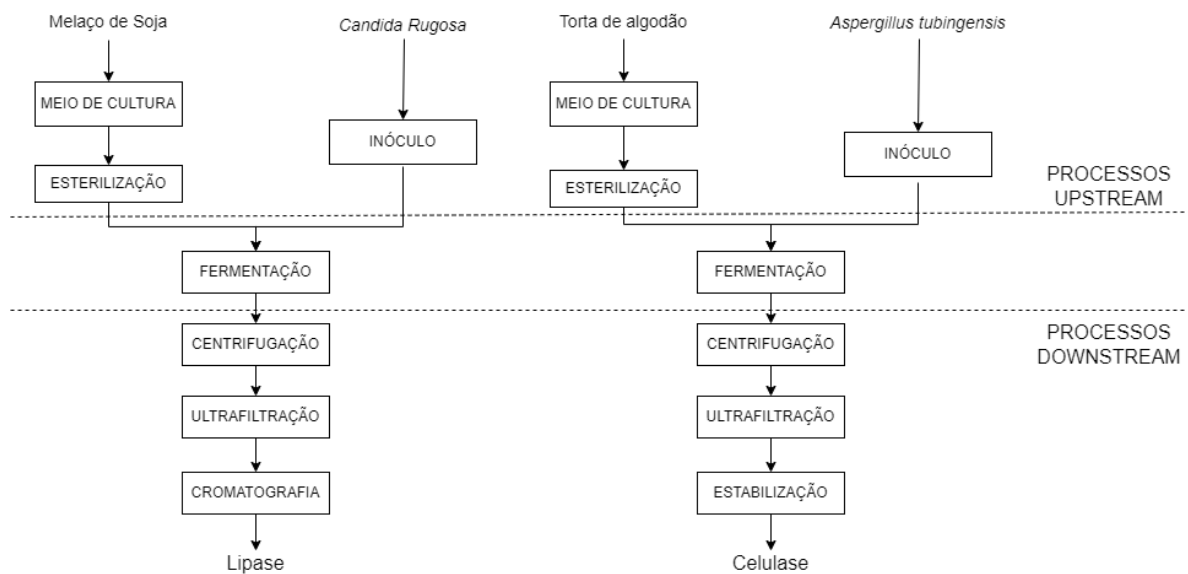 Melaço de Soja
Candida Rugosa
Torta de algodão
Aspergillus tubingensis
MEIO DE CULTURA
MEIO DE CULTURA
INÓCULO
INÓCULO
ESTERILIZAÇÃO
ESTERILIZAÇÃO
PROCESSOS
UPSTREAM
FERMENTAÇÃO
FERMENTAÇÃO
PROCESSOS
DOWNSTREAM
CENTRIFUGAÇÃO
CENTRIFUGAÇÃO
ULTRAFILTRAÇÃO
ULTRAFILTRAÇÃO
CROMATOGRAFIA
ESTABILIZAÇÃO
Lipase
Celulase